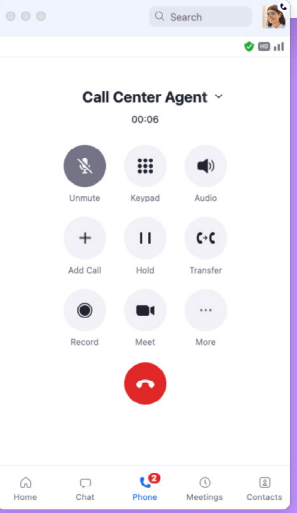 Search
HD
Call Center Agent
00:06
Unmute Keypad Audio
Add Call Hold Transfer
Record Meet More
2
Home Chat Phone Meetings Contacts